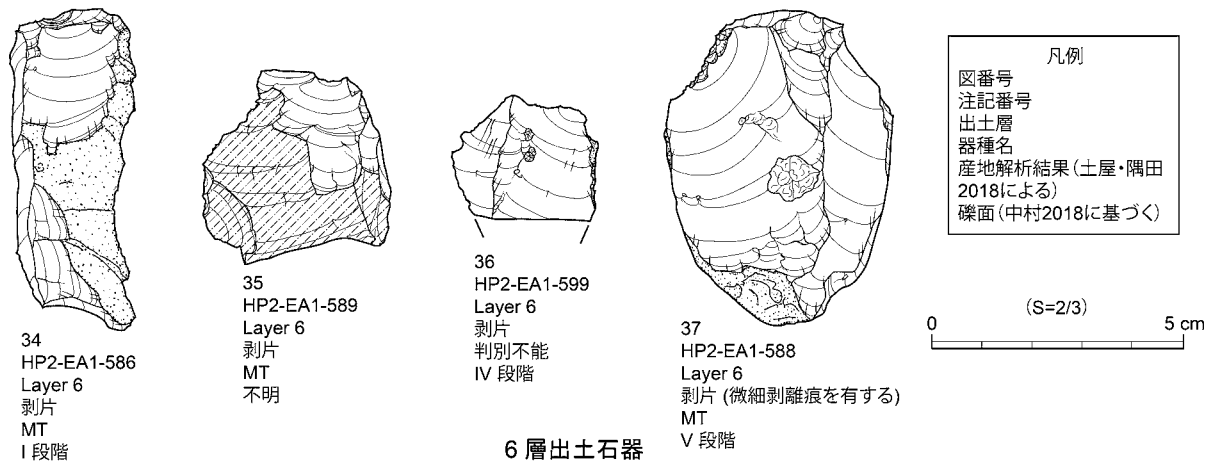 34
HP2-EA1-586
Layer 6
剥片
MT
I 段階
35
HP2-EA1-589
Layer 6
剥片
MT
不明
36
HP2-EA1-599
Layer 6
剥片
判別不能
IV 段階
37
HP2-EA1-588
Layer 6
剥片 (微細剥離痕を有する)
MT
V 段階
凡例
図番号
注記番号
出土層
器種名
産地解析結果(土屋・隅田
2018による)
礫面(中村2018に基づく)
(S=2/3)
0 5 cm
6 層出土石器